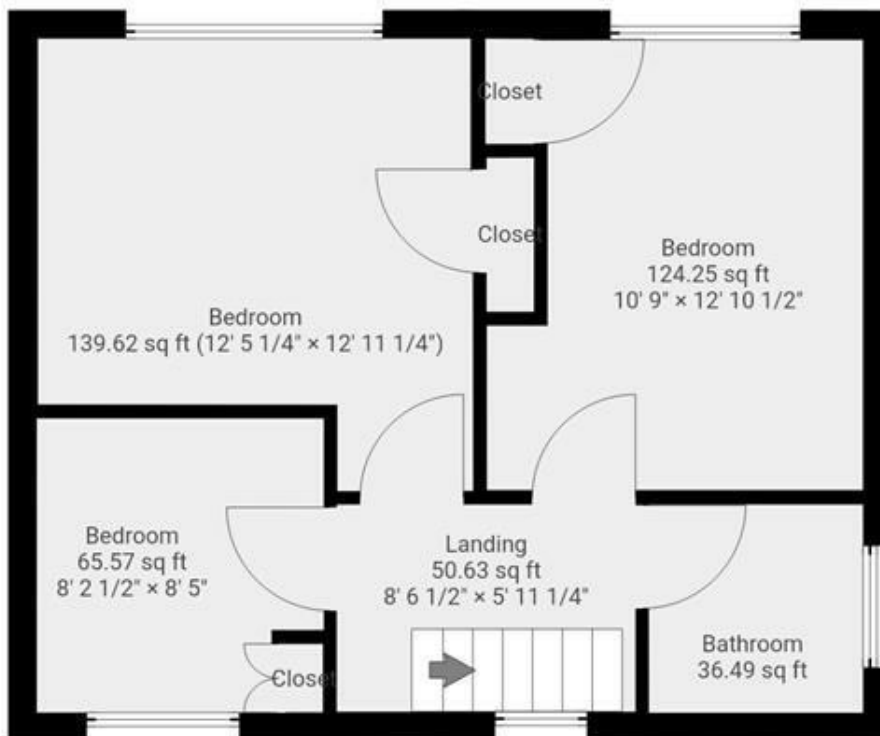 Closet
Closet
Bedroom
124.25 sq ft
10' 9" × 12' 10 1/2"
Bedroom
139.62 sq ft (12' 5 1/4" × 12' 11 1/4")
Bedroom
65.57 sq ft
8' 2 1/2" × 8' 5"
Landing
50.63 sq ft
8' 6 1/2" × 5' 11 1/4"
Bathroom
36.49 sq ft
Closet